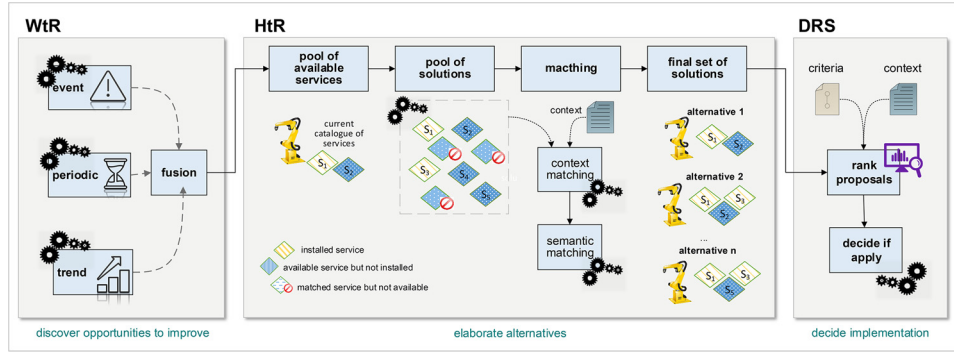 WtR
HtR
DRS
event
periodic
trend
fusion
pool of
available
services
pool of
solutions
macthing
final set of
solutions
current
catalogue of
services
S1
S2
S1
S2
S3
S4
S5
context
context
matching
semantic
matching
alternative 1
S1
S2
alternative 2
S1
S3
S2
...
alternative n
S1
S3
S5
installed service
available service but not installed
matched service but not available
criteria
context
rank
proposals
decide if
apply
discover opportunities to improve
elaborate alternatives
decide implementation